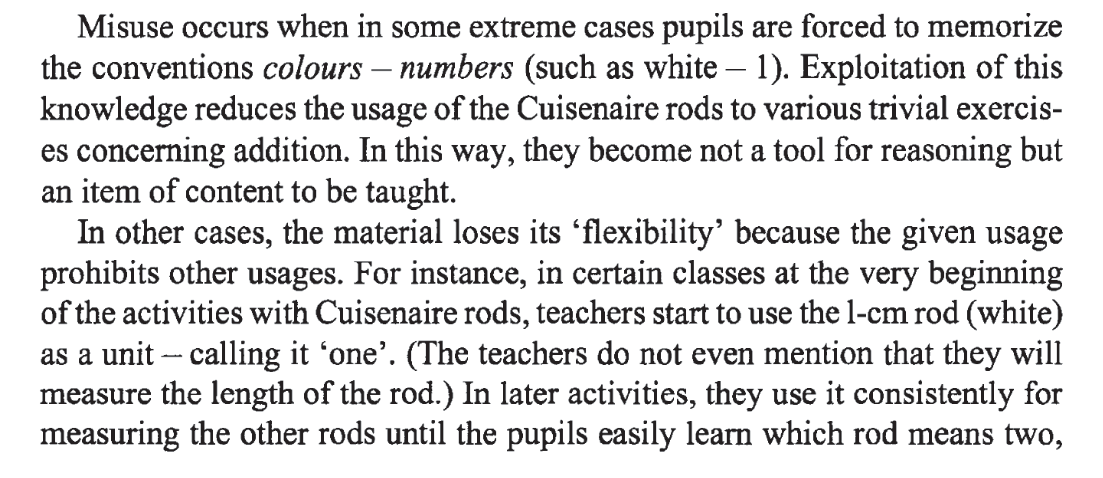 Misuse occurs when in some extreme cases pupils are forced to memorize
the conventions colours – numbers (such as white – 1). Exploitation of this
knowledge reduces the usage of the Cuisenaire rods to various trivial exercis-
es concerning addition. In this way, they become not a tool for reasoning but
an item of content to be taught.
In other cases, the material loses its ‘flexibility’ because the given usage
prohibits other usages. For instance, in certain classes at the very beginning
of the activities with Cuisenaire rods, teachers start to use the l-cm rod (white)
as a unit – calling it ‘one’. (The teachers do not even mention that they will
measure the length of the rod.) In later activities, they use it consistently for
measuring the other rods until the pupils easily learn which rod means two,